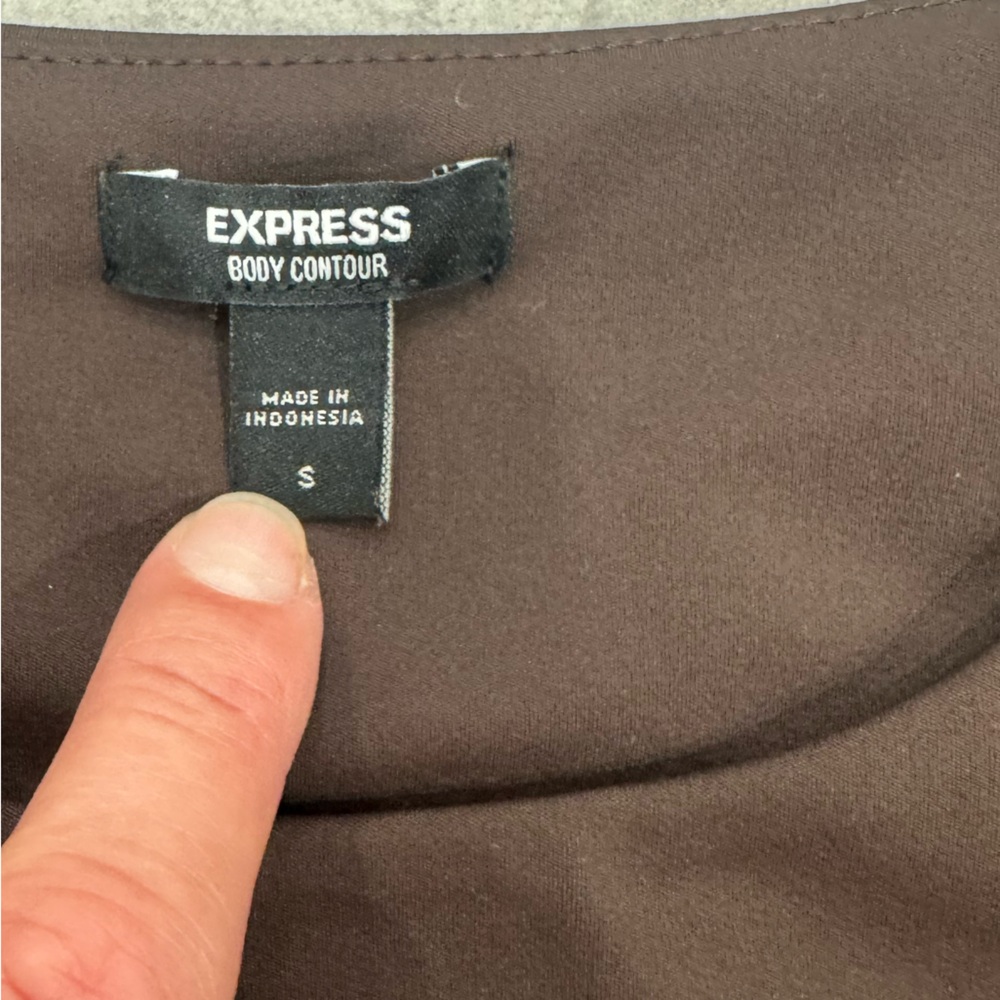 EXPRESS
BODY CONTOUR
MADE IN
INDONESIA
S